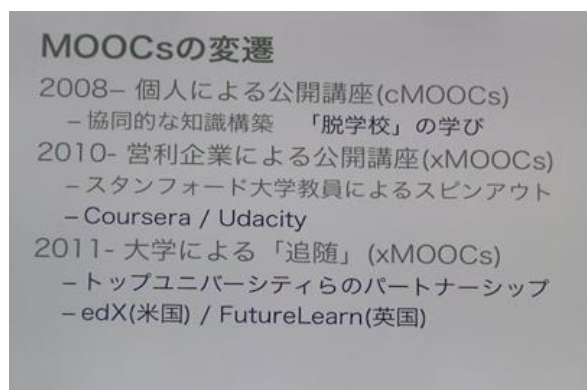 MOOCsの変遷
2008– 個人による公開講座(cMOOCs)
– 協同的な知識構築　「脱学校」の学び
2010- 営利企業による公開講座(xMOOCs)
– スタンフォード大学教員によるスピンアウト
– Coursera / Udacity
2011- 大学による「追随」(xMOOCs)
– トップユニバーシティらのパートナーシップ
– edX(米国) / FutureLearn(英国)